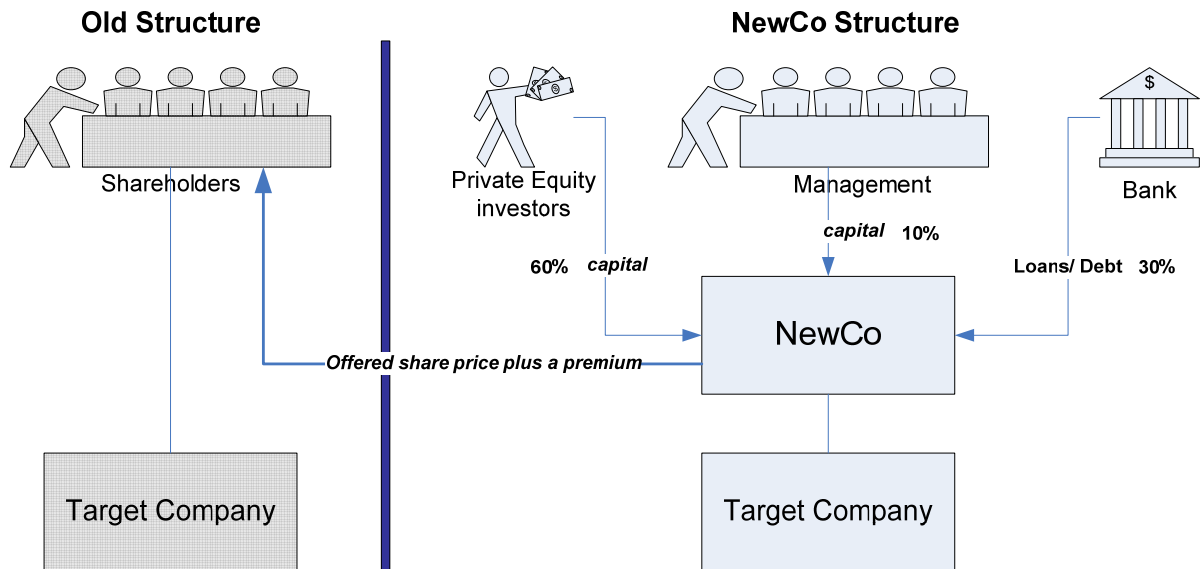 Old Structure
NewCo Structure
$
Shareholders
Private Equity
investors
Management
Bank
capital 10%
60% capital
Loans/ Debt 30%
NewCo
Offered share price plus a premium
Target Company
Target Company